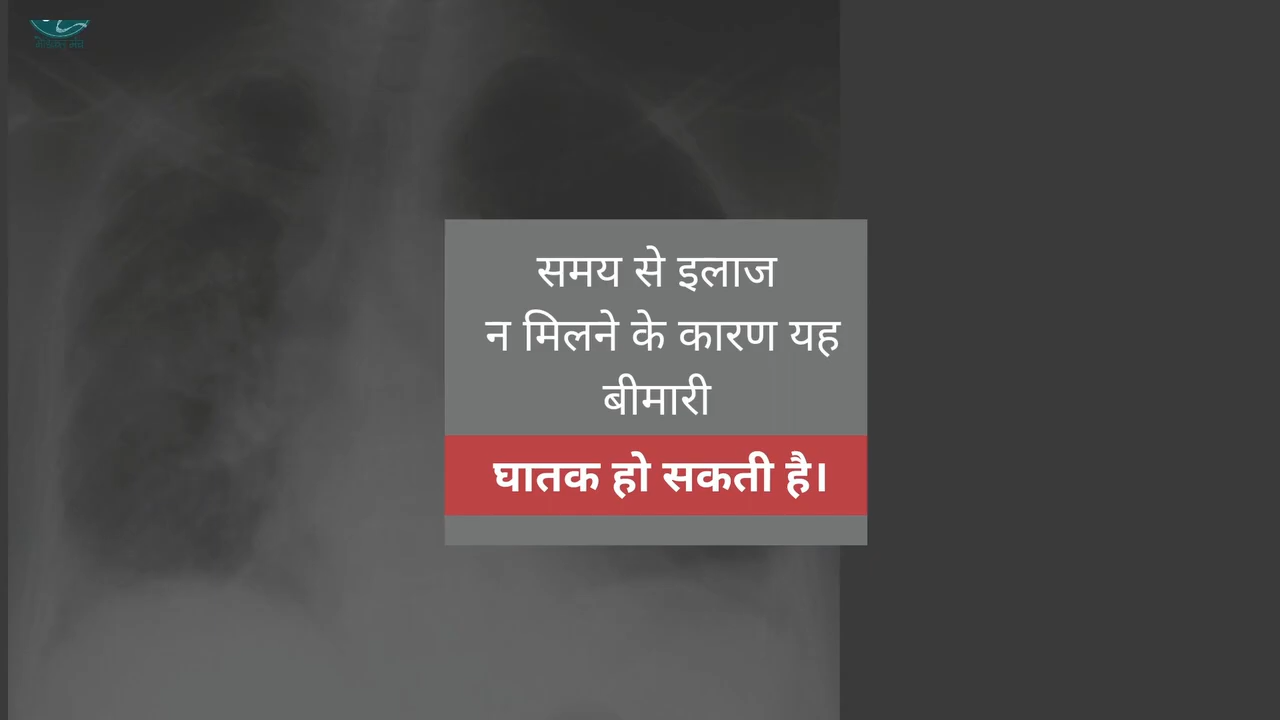 समय से इलाज
न मिलने के कारण यह
बीमारी
घातक हो सकती है।